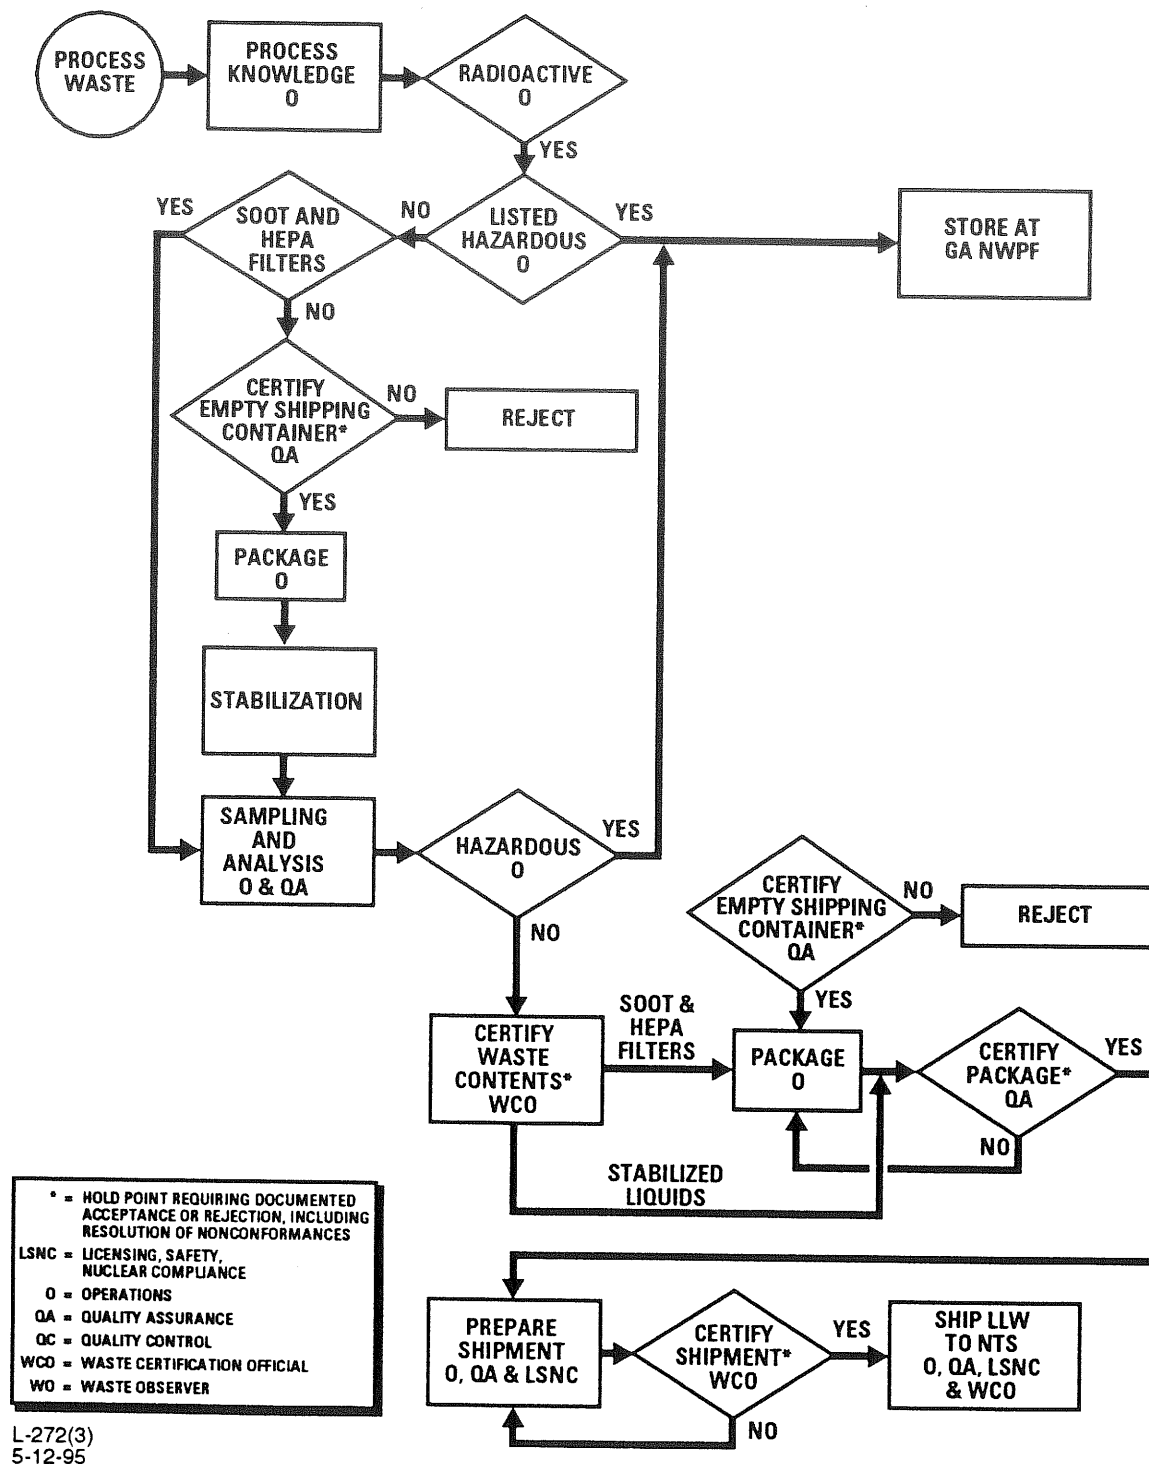 PROCESS
WASTE
PROCESS
KNOWLEDGE
O
RADIOACTIVE
O
YES
YES
SOOT AND
HEPA
FILTERS
NO
LISTED
HAZARDOUS
O
YES
STORE AT
GA NWPF
NO
CERTIFY
EMPTY SHIPPING
CONTAINER*
QA
NO
REJECT
YES
PACKAGE
O
STABILIZATION
SAMPLING
AND
ANALYSIS
O & QA
HAZARDOUS
O
YES
NO
CERTIFY
EMPTY SHIPPING
CONTAINER*
QA
NO
REJECT
YES
CERTIFY
WASTE
CONTENTS*
WCO
SOOT &
HEPA
FILTERS
PACKAGE
O
CERTIFY
PACKAGE*
QA
YES
NO
STABILIZED
LIQUIDS
* = HOLD POINT REQUIRING DOCUMENTED
ACCEPTANCE OR REJECTION, INCLUDING
RESOLUTION OF NONCONFORMANCES
LSNC = LICENSING, SAFETY,
NUCLEAR COMPLIANCE
O = OPERATIONS
QA = QUALITY ASSURANCE
QC = QUALITY CONTROL
WCO = WASTE CERTIFICATION OFFICIAL
WO = WASTE OBSERVER
PREPARE
SHIPMENT
O, QA & LSNC
CERTIFY
SHIPMENT*
WCO
YES
SHIP LLW
TO NTS
O, QA, LSNC
& WCO
NO
L-272(3)
5-12-95